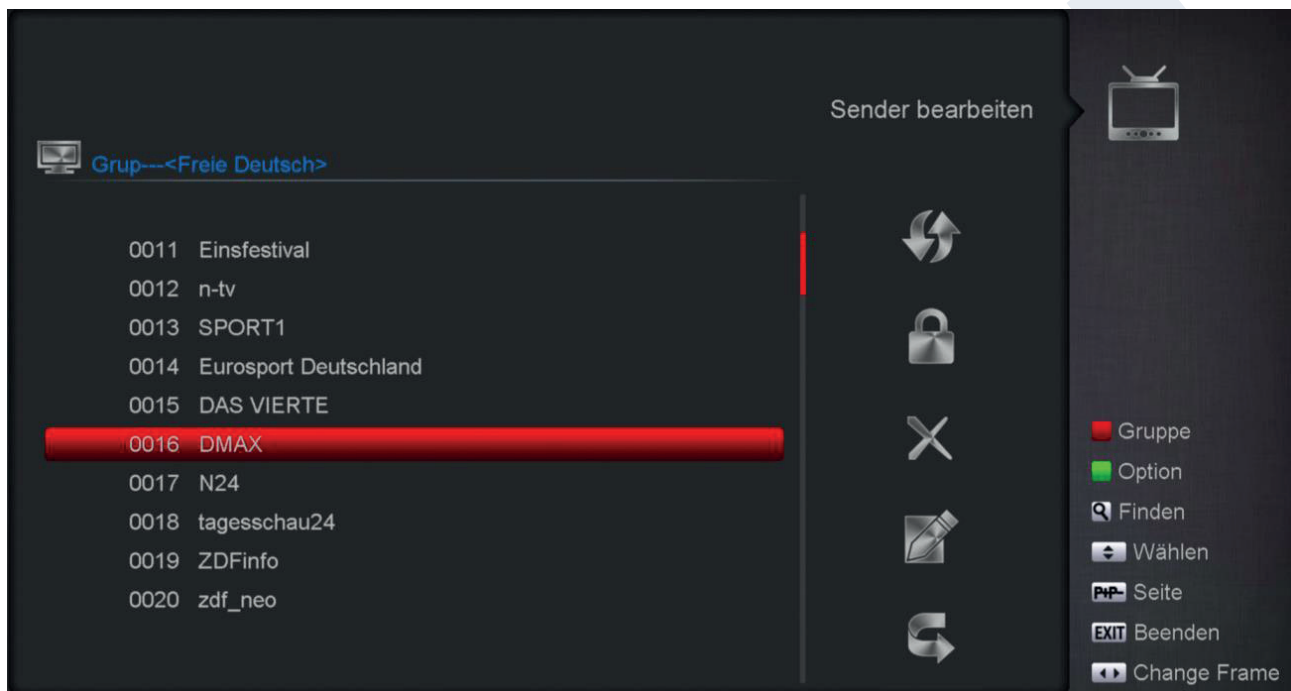 Sender bearbeiten
Grup---<Freie Deutsch>
0011 Einsfestival
0012 n-tv
0013 SPORT1
0014 Eurosport Deutschland
0015 DAS VIERTE
0016 DMAX
0017 N24
0018 tagesschau24
0019 ZDFinfo
0020 zdf_neo
Gruppe
Option
Finden
Wählen
P+P- Seite
EXIT Beenden
Change Frame